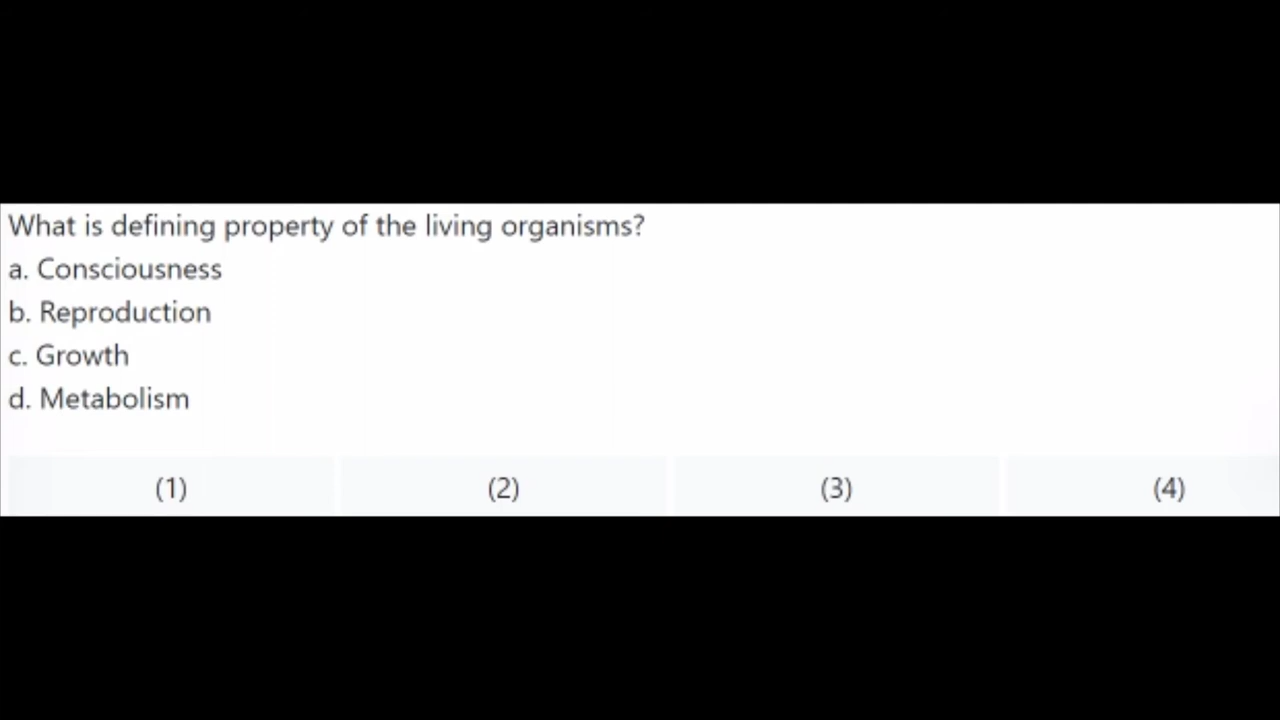 What is defining property of the living organisms?
a. Consciousness
b. Reproduction
c. Growth
d. Metabolism
(1) (2) (3) (4)